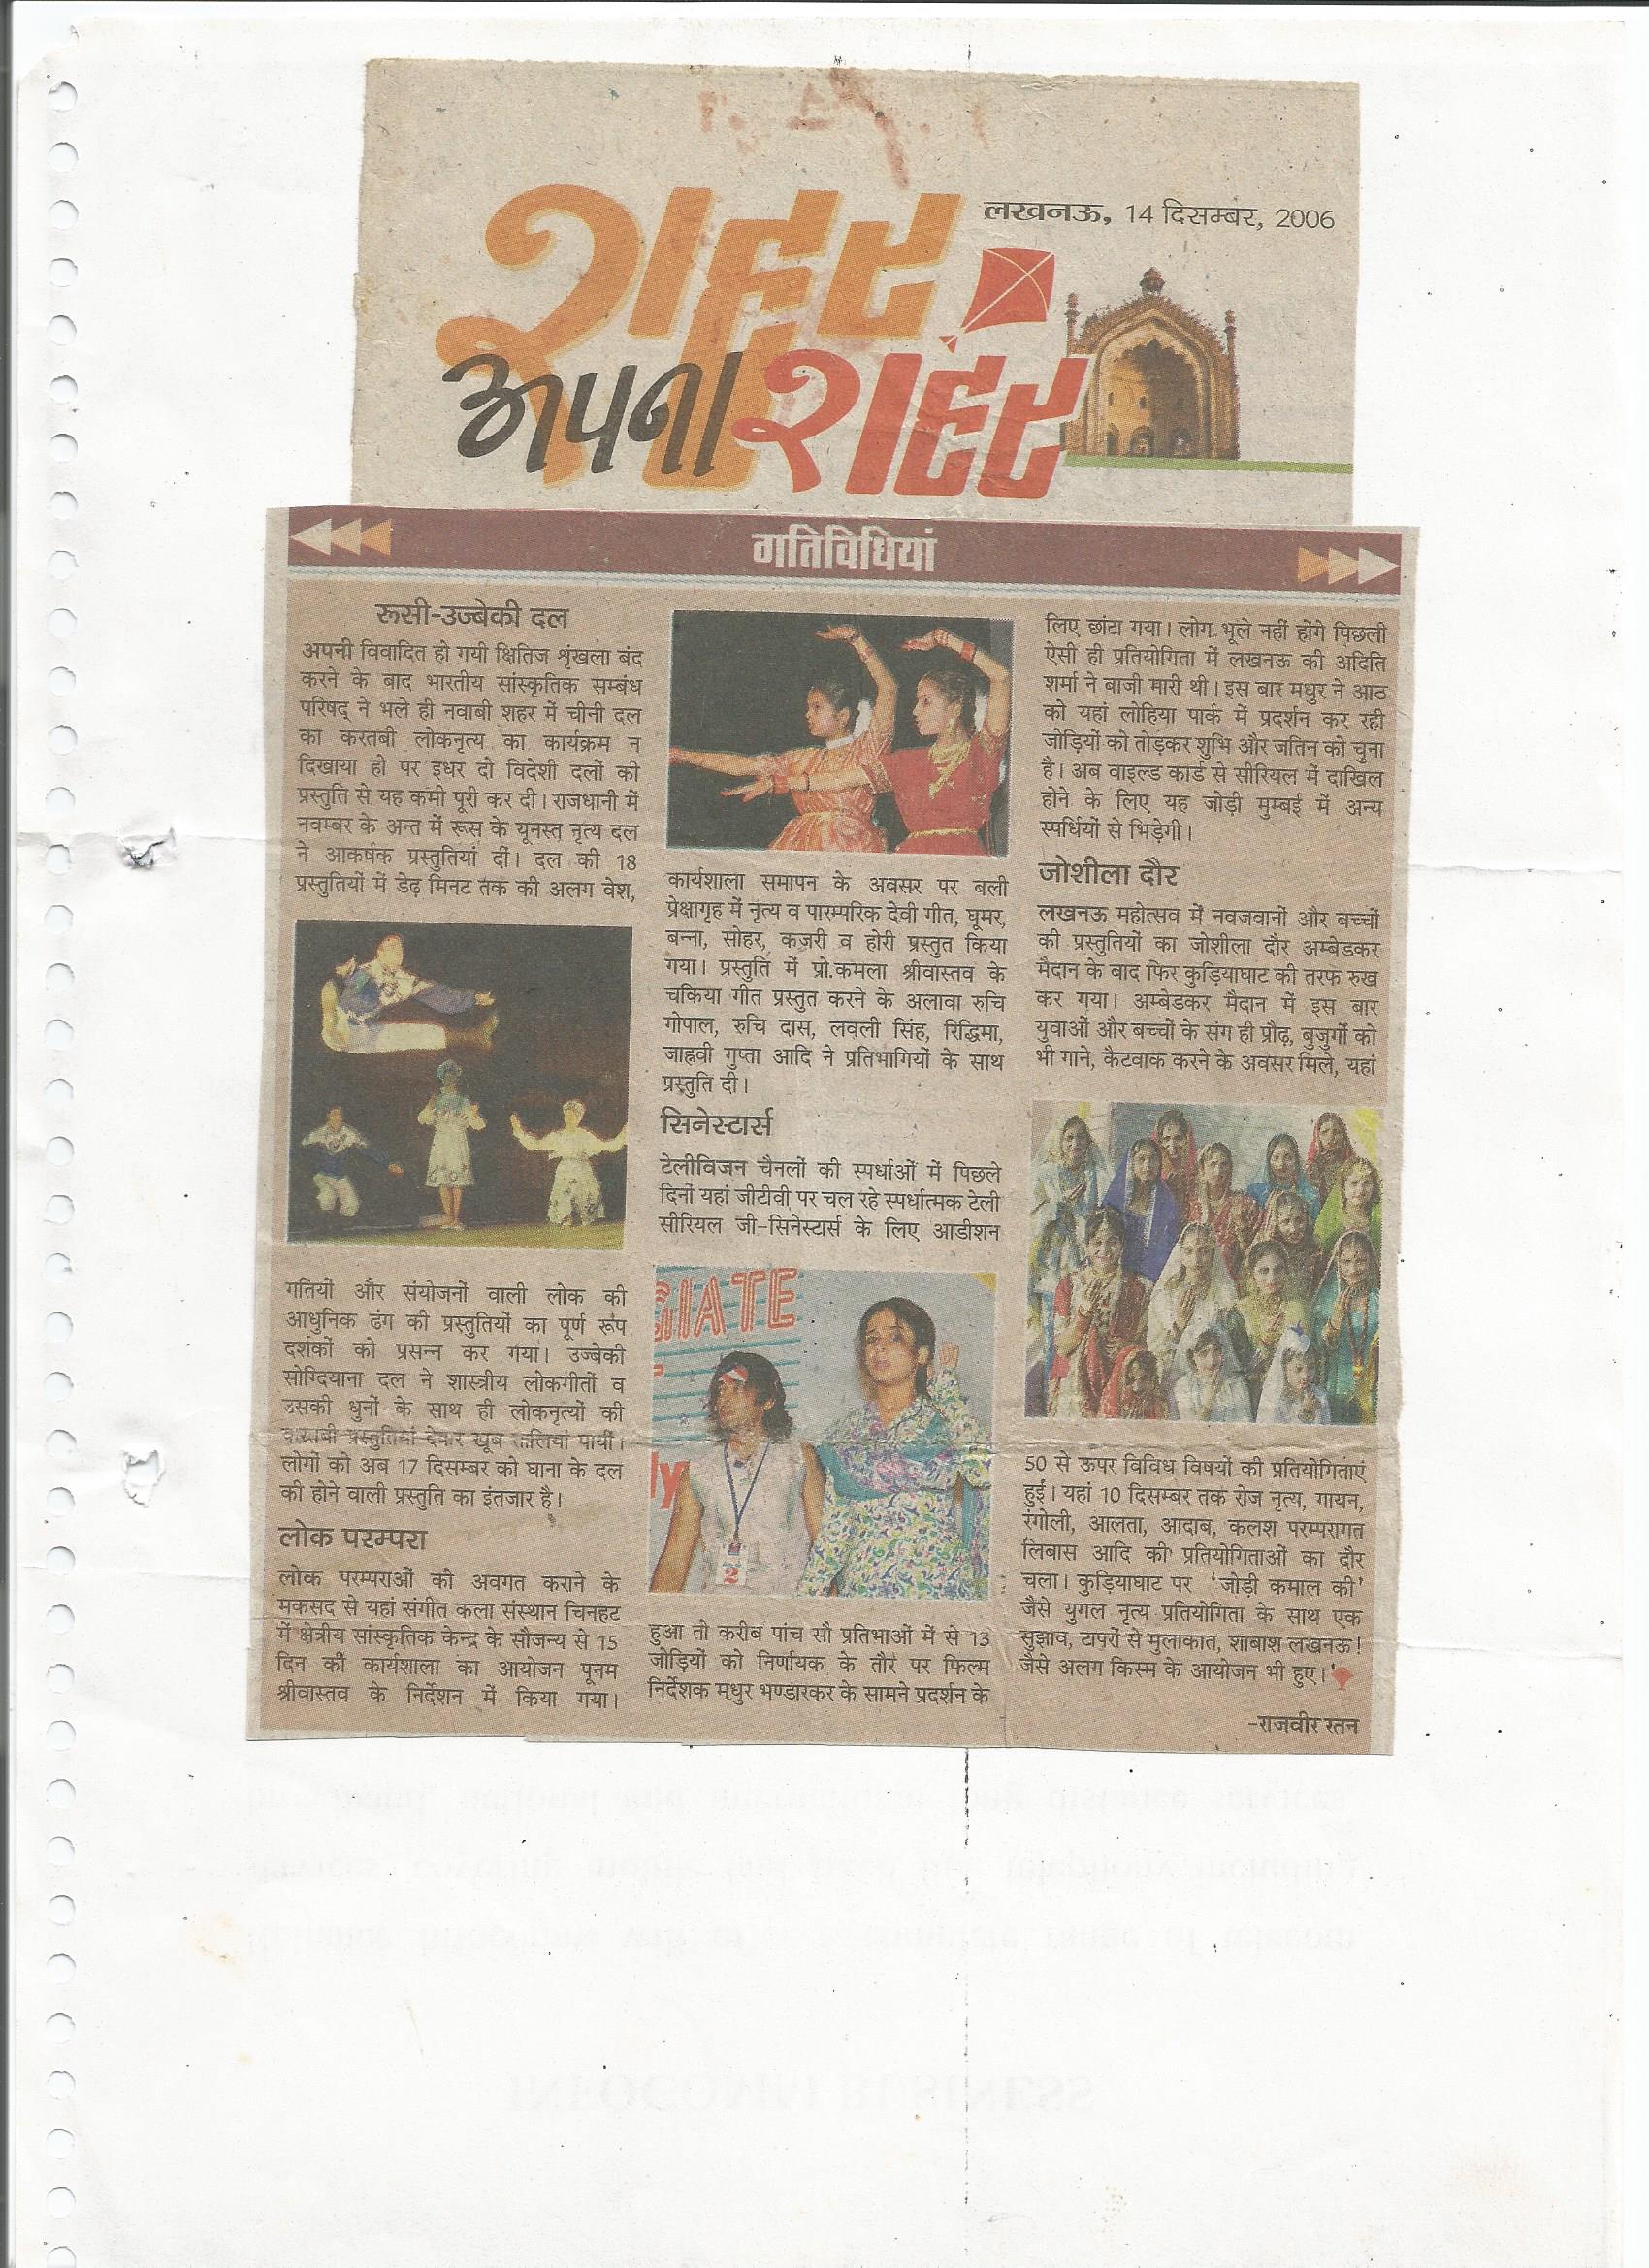 लखनऊ, 14 दिसम्बर, 2006
शहर
अपना शहर
गतिविधियां
रूसी-उज्बेकी दल
अपनी विवादित हो गयी क्षितिज श्रृंखला बंद
करने के बाद भारतीय सांस्कृतिक सम्बंध
परिषद् ने भले ही नवाबी शहर में चीनी दल
का करतबी लोकनृत्य का कार्यक्रम न
दिखाया हो पर इधर दो विदेशी दलों की
प्रस्तुति से यह कमी पूरी कर दी। राजधानी में
नवम्बर के अन्त में रूस के यूनस्त नृत्य दल
ने आकर्षक प्रस्तुतियां दीं। दल की 18
प्रस्तुतियों में डेढ़ मिनट तक की अलग वेश,
गतियों और संयोजनों वाली लोक की
आधुनिक ढंग की प्रस्तुतियों का पूर्ण रूप
दर्शकों को प्रसन्न कर गया। उज्बेकी
सोग्दियाना दल ने शास्त्रीय लोकगीतों व
उसकी धुनों के साथ ही लोकनृत्यों की
प्रस्तुतियां देकर खूब तालियां पायीं।
लोगों को अब 17 दिसम्बर को घाना के दल
की होने वाली प्रस्तुति का इंतजार है।
लोक परम्परा
लोक परम्पराओं को अवगत कराने के
मकसद से यहां संगीत कला संस्थान चिनहट
में क्षेत्रीय सांस्कृतिक केन्द्र के सौजन्य से 15
दिन की कार्यशाला का आयोजन पूनम
श्रीवास्तव के निर्देशन में किया गया।
कार्यशाला समापन के अवसर पर बली
प्रेक्षागृह में नृत्य व पारम्परिक देवी गीत, घूमर,
बन्ना, सोहर, कजरी व होरी प्रस्तुत किया
गया। प्रस्तुति में प्रो.कमला श्रीवास्तव के
चकिया गीत प्रस्तुत करने के अलावा रुचि
गोपाल, रुचि दास, लवली सिंह, रिद्धिमा,
जाह्नवी गुप्ता आदि ने प्रतिभागियों के साथ
प्रस्तुति दी।
सिनेस्टार्स
टेलीविजन चैनलों की स्पर्धाओं में पिछले
दिनों यहां जीटीवी पर चल रहे स्पर्धात्मक टेली
सीरियल जी-सिनेस्टार्स के लिए आडीशन
GIATE
ly
2
हुआ तो करीब पांच सौ प्रतिभाओं में से 13
जोड़ियों को निर्णायक के तौर पर फिल्म
निर्देशक मधुर भण्डारकर के सामने प्रदर्शन के
लिए छांटा गया। लोग भूले नहीं होंगे पिछली
ऐसी ही प्रतियोगिता में लखनऊ की अदिति
शर्मा ने बाजी मारी थी। इस बार मधुर ने आठ
को यहां लोहिया पार्क में प्रदर्शन कर रही
जोड़ियों को तोड़कर शुभि और जतिन को चुना
है। अब वाइल्ड कार्ड से सीरियल में दाखिल
होने के लिए यह जोड़ी मुम्बई में अन्य
स्पर्धियों से भिड़ेगी।
जोशीला दौर
लखनऊ महोत्सव में नवजवानों और बच्चों
की प्रस्तुतियों का जोशीला दौर अम्बेडकर
मैदान के बाद फिर कुड़ियाघाट की तरफ रुख
कर गया। अम्बेडकर मैदान में इस बार
युवाओं और बच्चों के संग ही प्रौढ़, बुजुर्गों को
भी गाने, कैटवाक करने के अवसर मिले, यहां
50 से ऊपर विविध विषयों की प्रतियोगिताएं
हुईं। यहां 10 दिसम्बर तक रोज नृत्य, गायन,
रंगोली, आलता, आदाब, कलश परम्परागत
लिबास आदि की प्रतियोगिताओं का दौर
चला। कुड़ियाघाट पर 'जोड़ी कमाल की'
जैसे युगल नृत्य प्रतियोगिता के साथ एक
सुझाव, टापरों से मुलाकात, शाबाश लखनऊ!
जैसे अलग किस्म के आयोजन भी हुए।
-राजवीर रतन